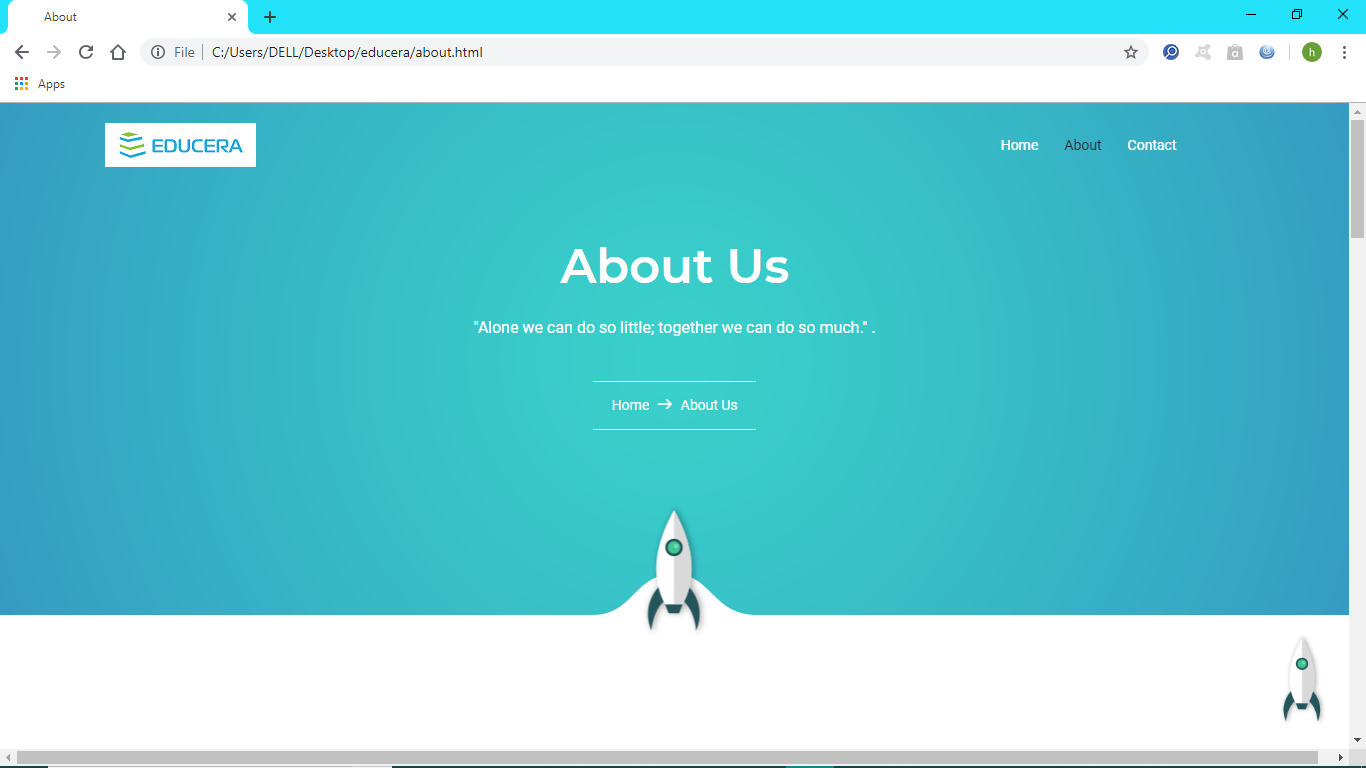 About
File
C:/Users/DELL/Desktop/educera/about.html
h
Apps
EDUCERA
Home About Contact
About Us
"Alone we can do so little; together we can do so much." .
Home → About Us